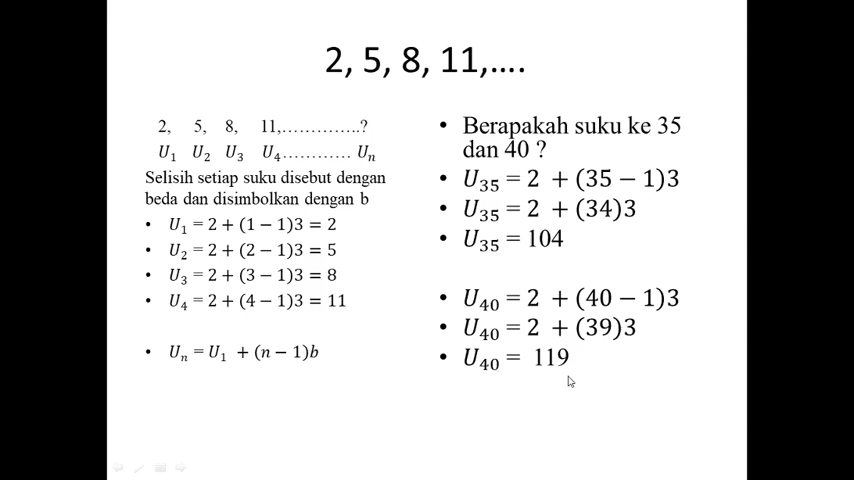 2, 5, 8, 11,….
2, 5, 8, 11,…………..?
U₁ U₂ U₃ U₄………… Uₙ
Selisih setiap suku disebut dengan
beda dan disimbolkan dengan b
• U₁ = 2 + (1 − 1)3 = 2
• U₂ = 2 + (2 − 1)3 = 5
• U₃ = 2 + (3 − 1)3 = 8
• U₄ = 2 + (4 − 1)3 = 11
• Uₙ = U₁ + (n − 1)b
• Berapakah suku ke 35
dan 40 ?
• U₃₅ = 2 + (35 − 1)3
• U₃₅ = 2 + (34)3
• U₃₅ = 104
• U₄₀ = 2 + (40 − 1)3
• U₄₀ = 2 + (39)3
• U₄₀ = 119